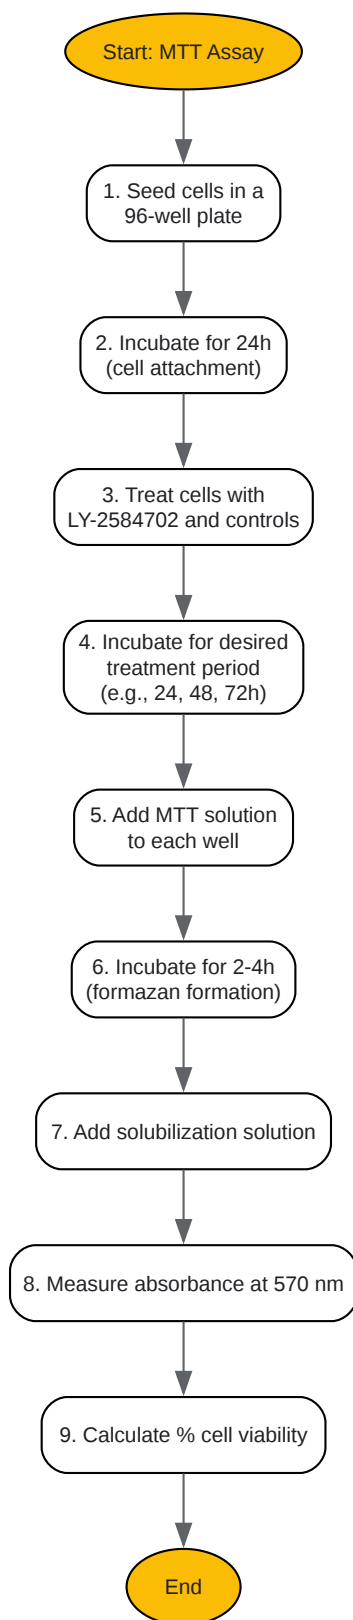 Start: MTT Assay
1. Seed cells in a
96-well plate
2. Incubate for 24h
(cell attachment)
3. Treat cells with
LY-2584702 and controls
4. Incubate for desired
treatment period
(e.g., 24, 48, 72h)
5. Add MTT solution
to each well
6. Incubate for 2-4h
(formazan formation)
7. Add solubilization solution
8. Measure absorbance at 570 nm
9. Calculate % cell viability
End